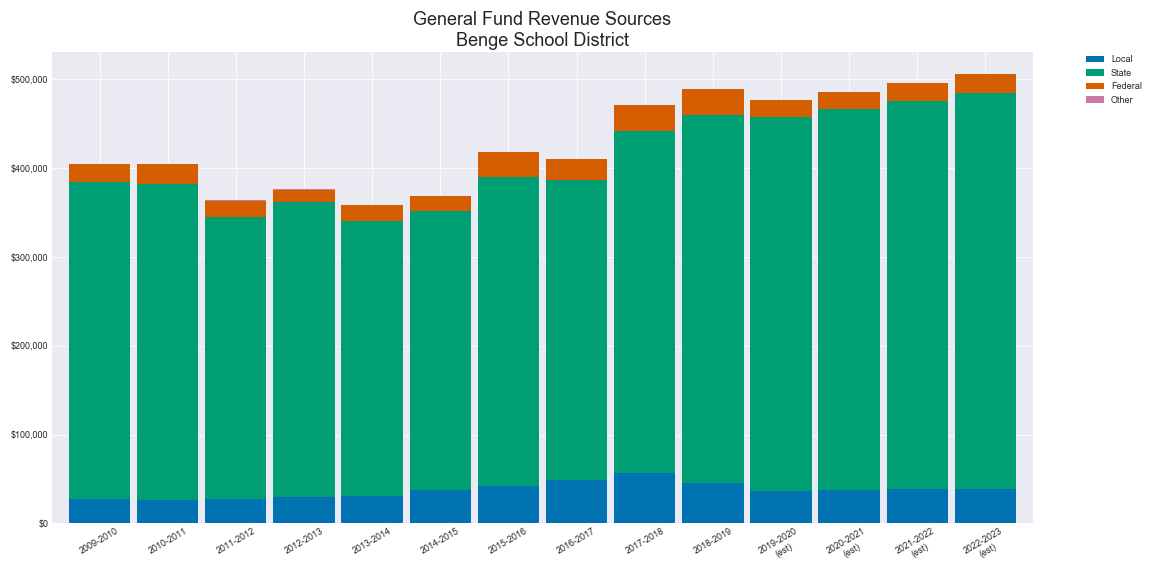 General Fund Revenue Sources
Benge School District
Local
State
Federal
Other
$500,000
$400,000
$300,000
$200,000
$100,000
$0
2009-2010
2010-2011
2011-2012
2012-2013
2013-2014
2014-2015
2015-2016
2016-2017
2017-2018
2018-2019
2019-2020
(est)
2020-2021
(est)
2021-2022
(est)
2022-2023
(est)